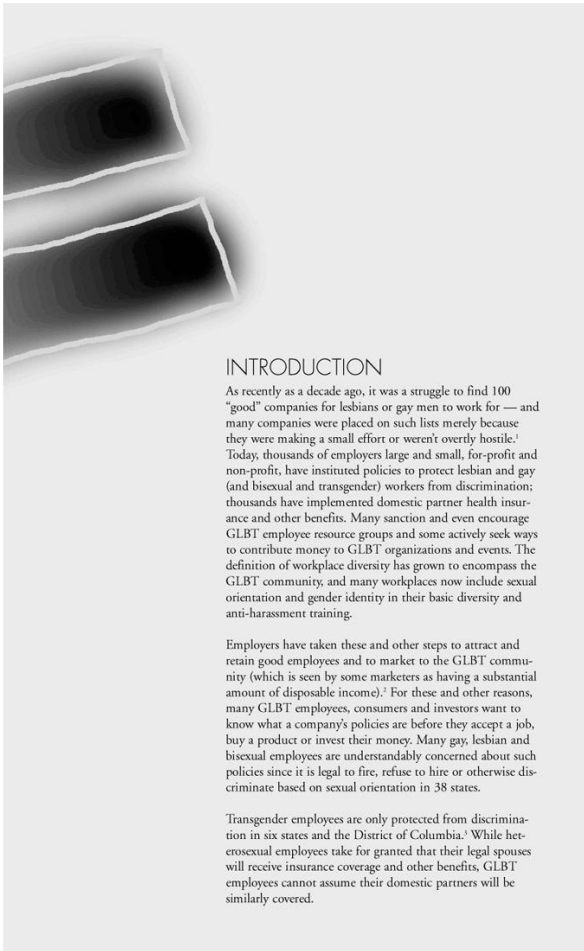 INTRODUCTION
As recently as a decade ago, it was a struggle to find 100
“good” companies for lesbians or gay men to work for — and
many companies were placed on such lists merely because
they were making a small effort or weren’t overtly hostile.¹
Today, thousands of employers large and small, for-profit and
non-profit, have instituted policies to protect lesbian and gay
(and bisexual and transgender) workers from discrimination;
thousands have implemented domestic partner health insur-
ance and other benefits. Many sanction and even encourage
GLBT employee resource groups and some actively seek ways
to contribute money to GLBT organizations and events. The
definition of workplace diversity has grown to encompass the
GLBT community, and many workplaces now include sexual
orientation and gender identity in their basic diversity and
anti-harassment training.
Employers have taken these and other steps to attract and
retain good employees and to market to the GLBT commu-
nity (which is seen by some marketers as having a substantial
amount of disposable income).² For these and other reasons,
many GLBT employees, consumers and investors want to
know what a company’s policies are before they accept a job,
buy a product or invest their money. Many gay, lesbian and
bisexual employees are understandably concerned about such
policies since it is legal to fire, refuse to hire or otherwise dis-
criminate based on sexual orientation in 38 states.
Transgender employees are only protected from discrimina-
tion in six states and the District of Columbia.³ While het-
erosexual employees take for granted that their legal spouses
will receive insurance coverage and other benefits, GLBT
employees cannot assume their domestic partners will be
similarly covered.